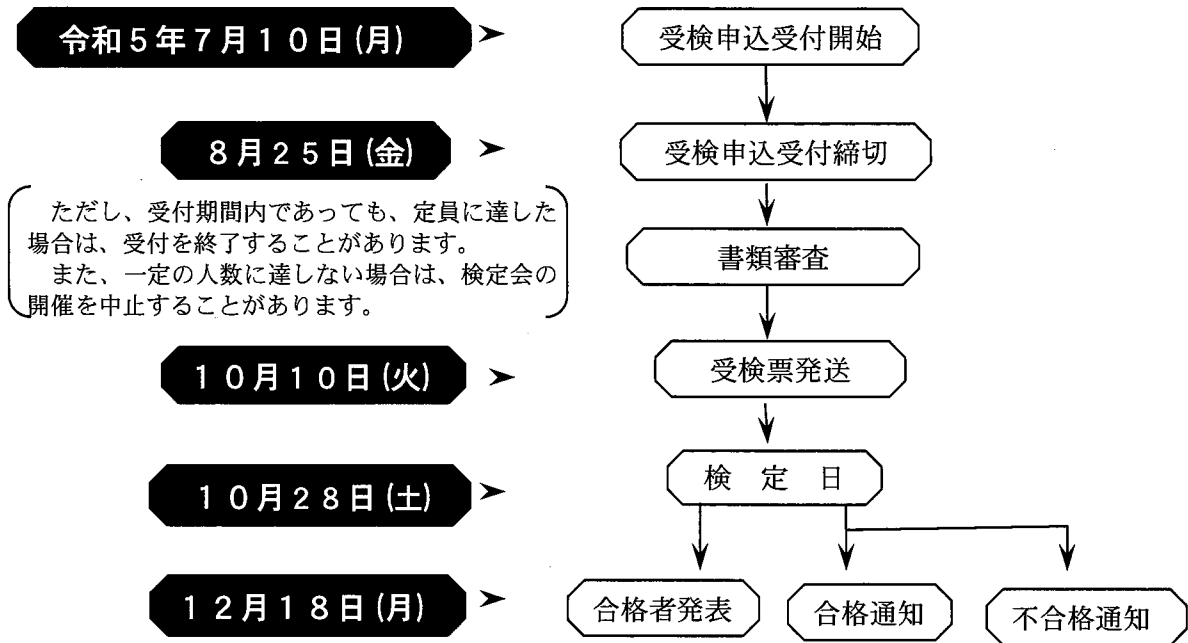 令和5年7月10日(月)
受検申込受付開始
8月25日(金)
受検申込受付締切
ただし、受付期間内であっても、定員に達した
場合は、受付を終了することがあります。
また、一定の人数に達しない場合は、検定会の
開催を中止することがあります。
書類審査
10月10日(火)
受検票発送
10月28日(土)
検 定 日
12月18日(月)
合格者発表
合格通知
不合格通知